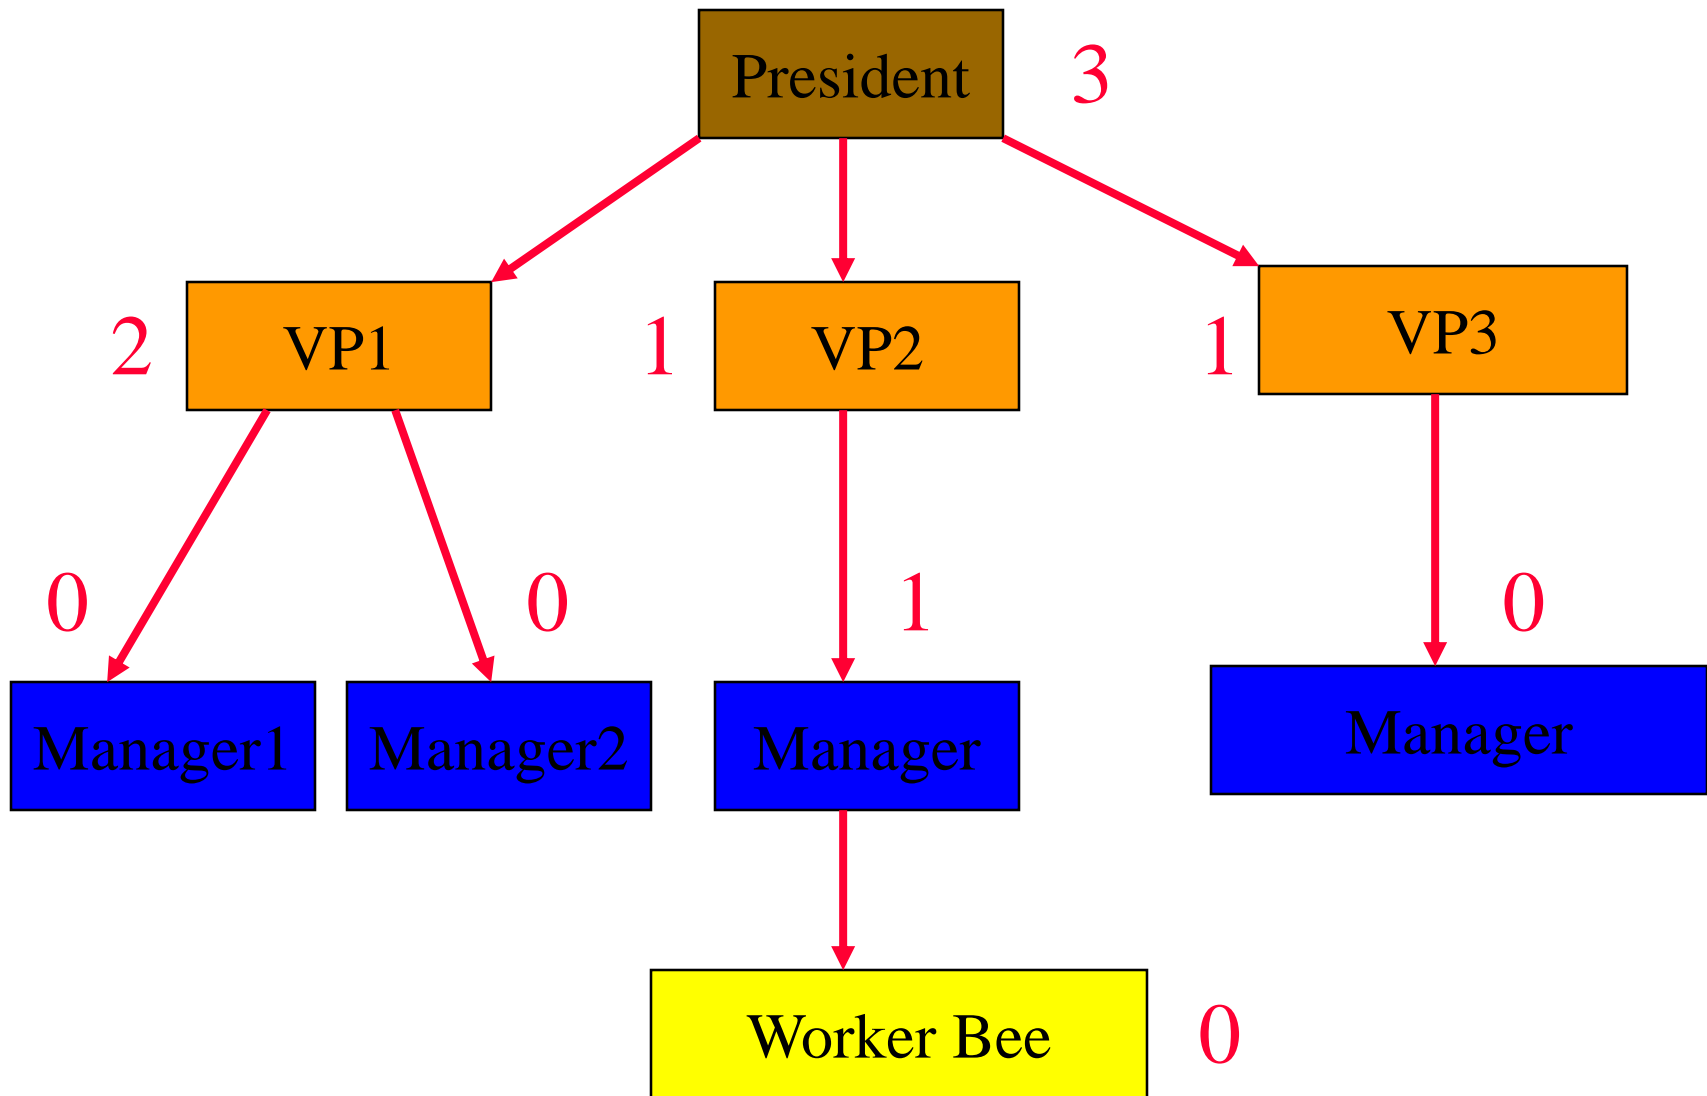 President 3
2 VP1 1 VP2 1 VP3
0 0 1 0
Manager1 Manager2 Manager Manager
Worker Bee 0